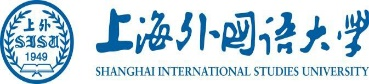 上外
SISU
1949
上海外国语大学
SHANGHAI INTERNATIONAL STUDIES UNIVERSITY